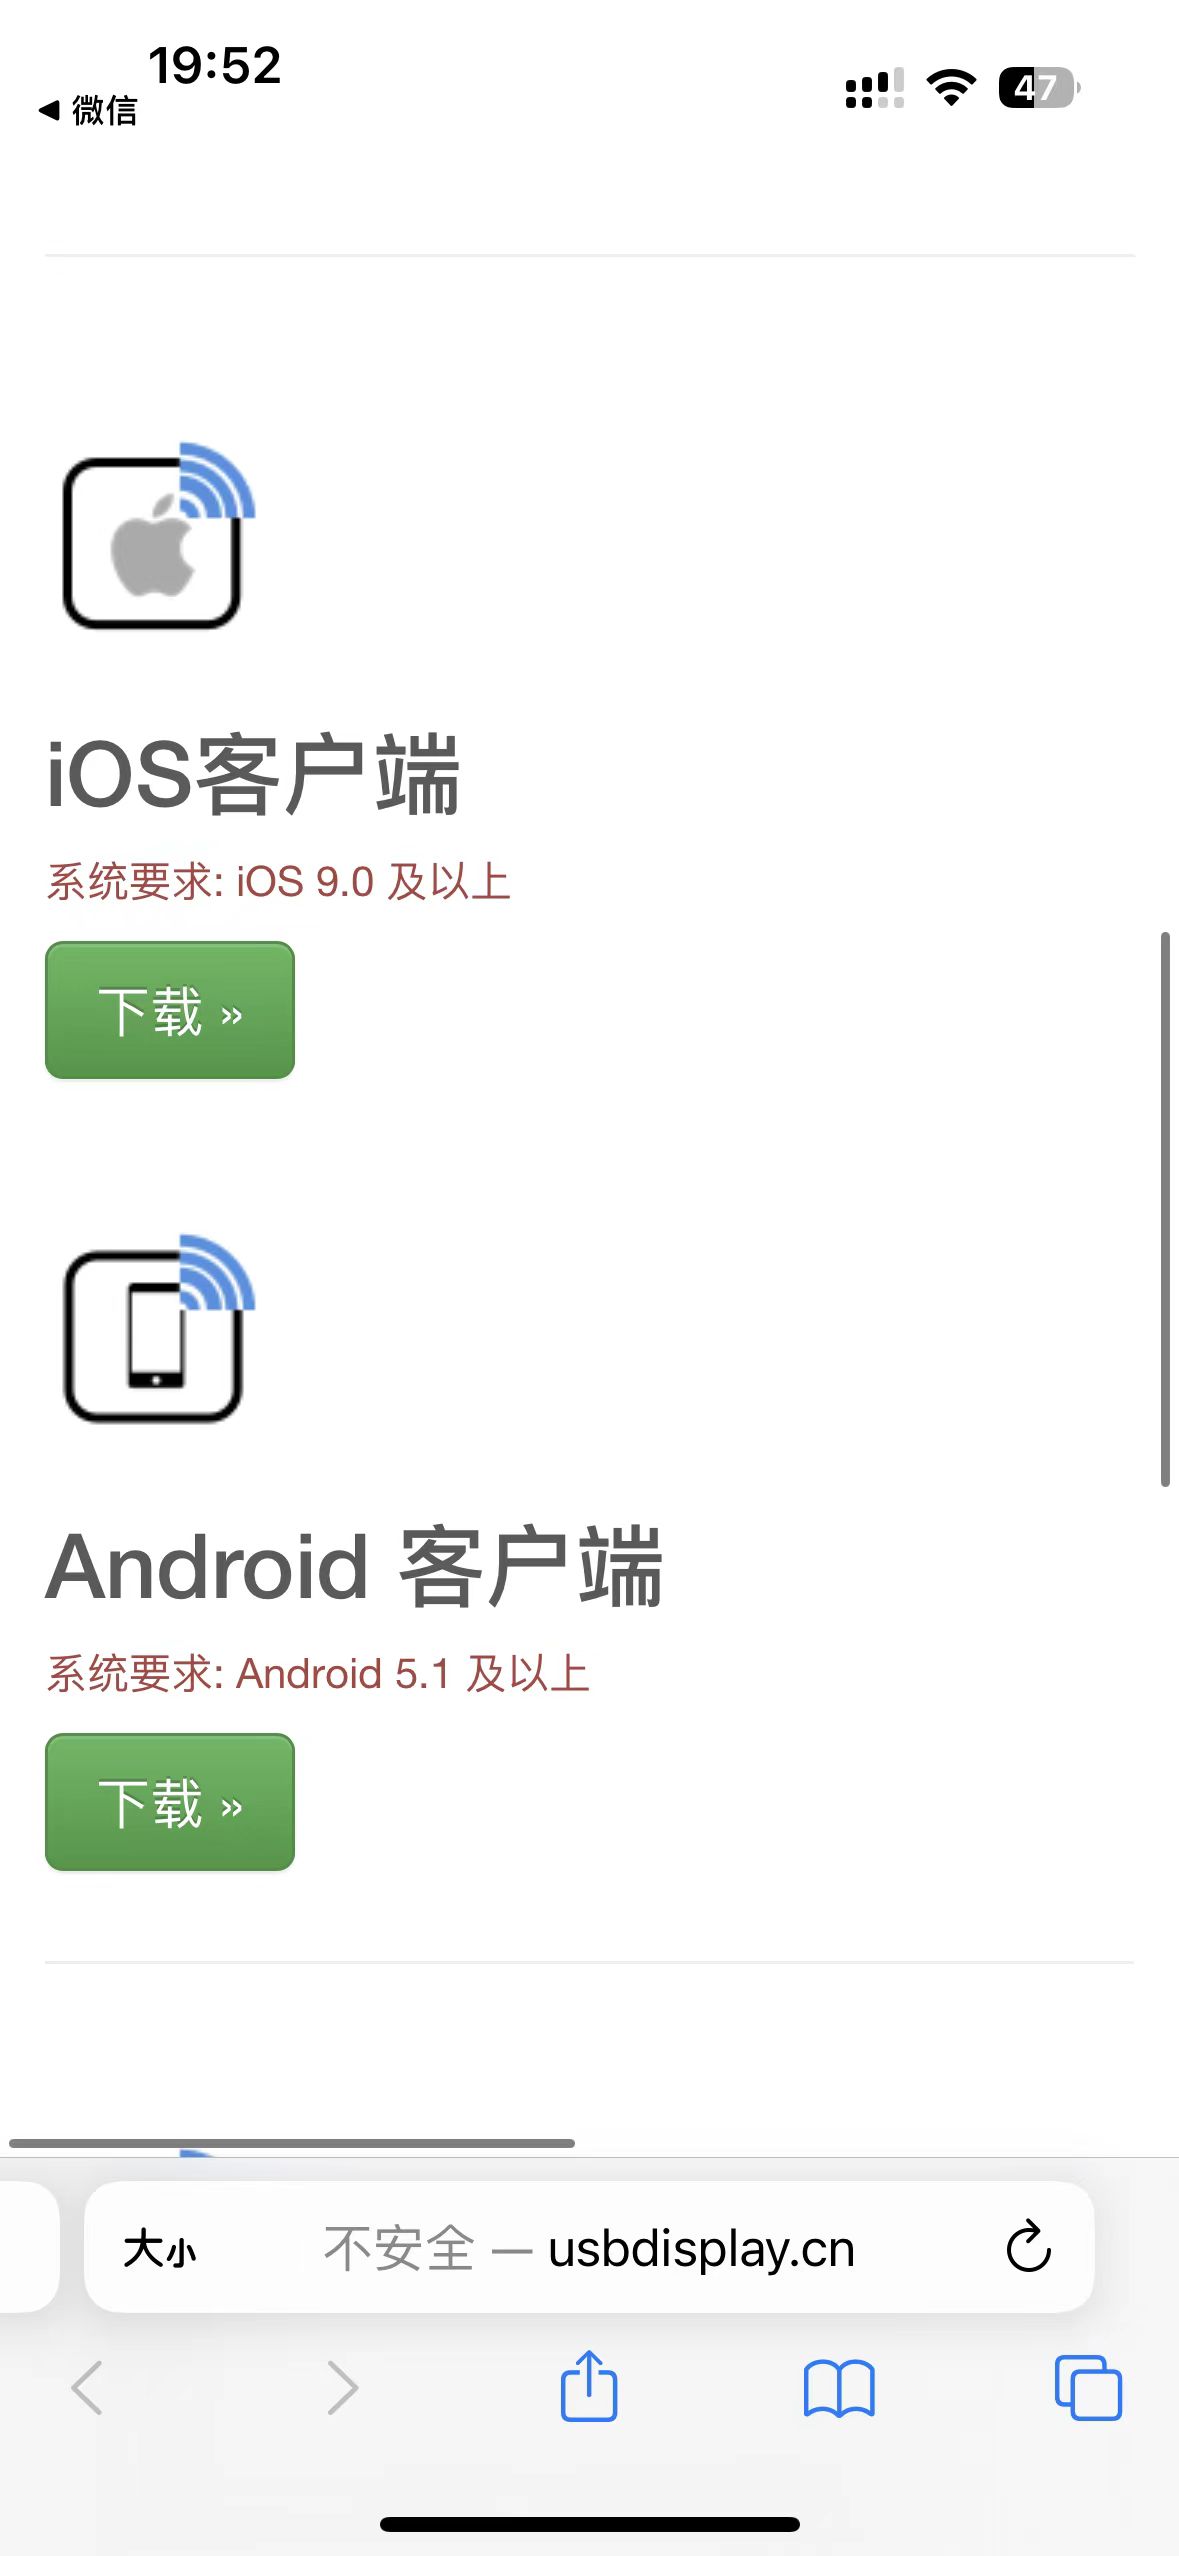 19:52
◀ 微信
47
iOS客户端
系统要求: iOS 9.0 及以上
下载 »
Android 客户端
系统要求: Android 5.1 及以上
下载 »
大小 不安全 — usbdisplay.cn